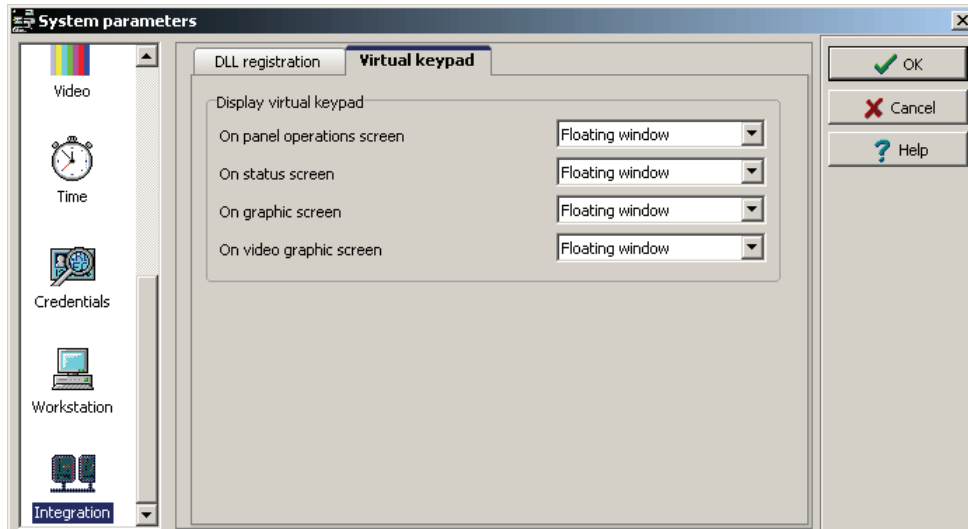 System parameters
Video
Time
Credentials
Workstation
Integration
DLL registration
Virtual keypad
Display virtual keypad
On panel operations screen
Floating window
On status screen
Floating window
On graphic screen
Floating window
On video graphic screen
Floating window
OK
Cancel
Help